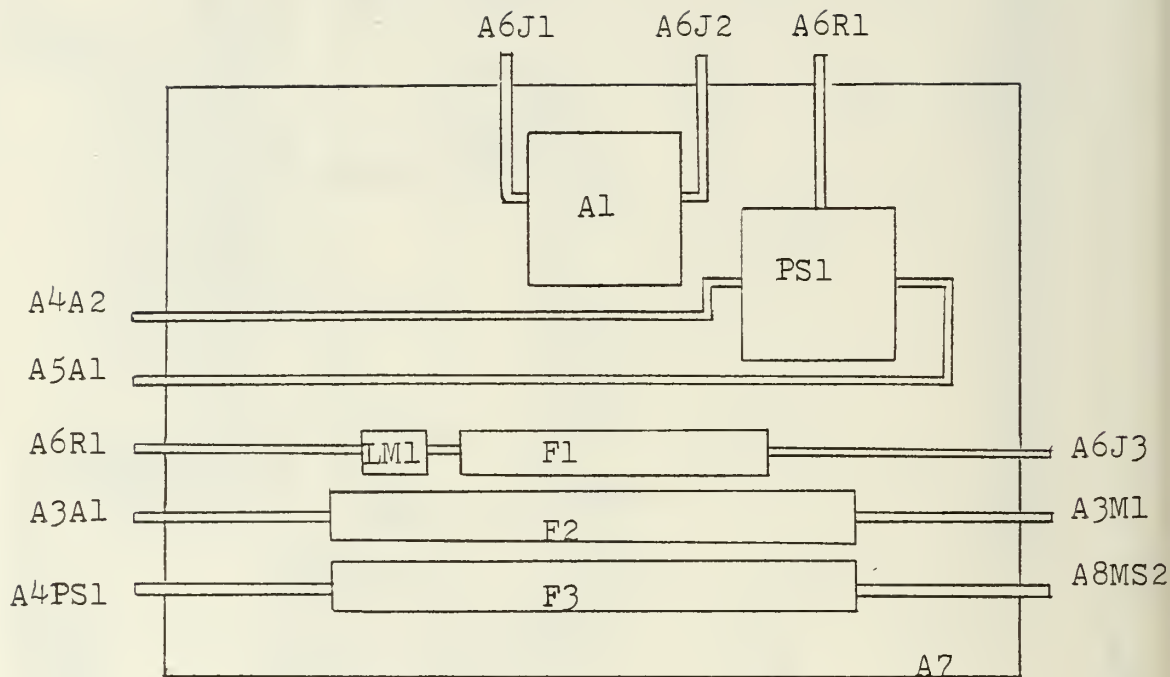 A6J1 A6J2 A6R1
A1
PS1
A4A2
A5A1
A6R1 LM1 F1 A6J3
A3A1 F2 A3M1
A4PS1 F3 A8MS2
A7